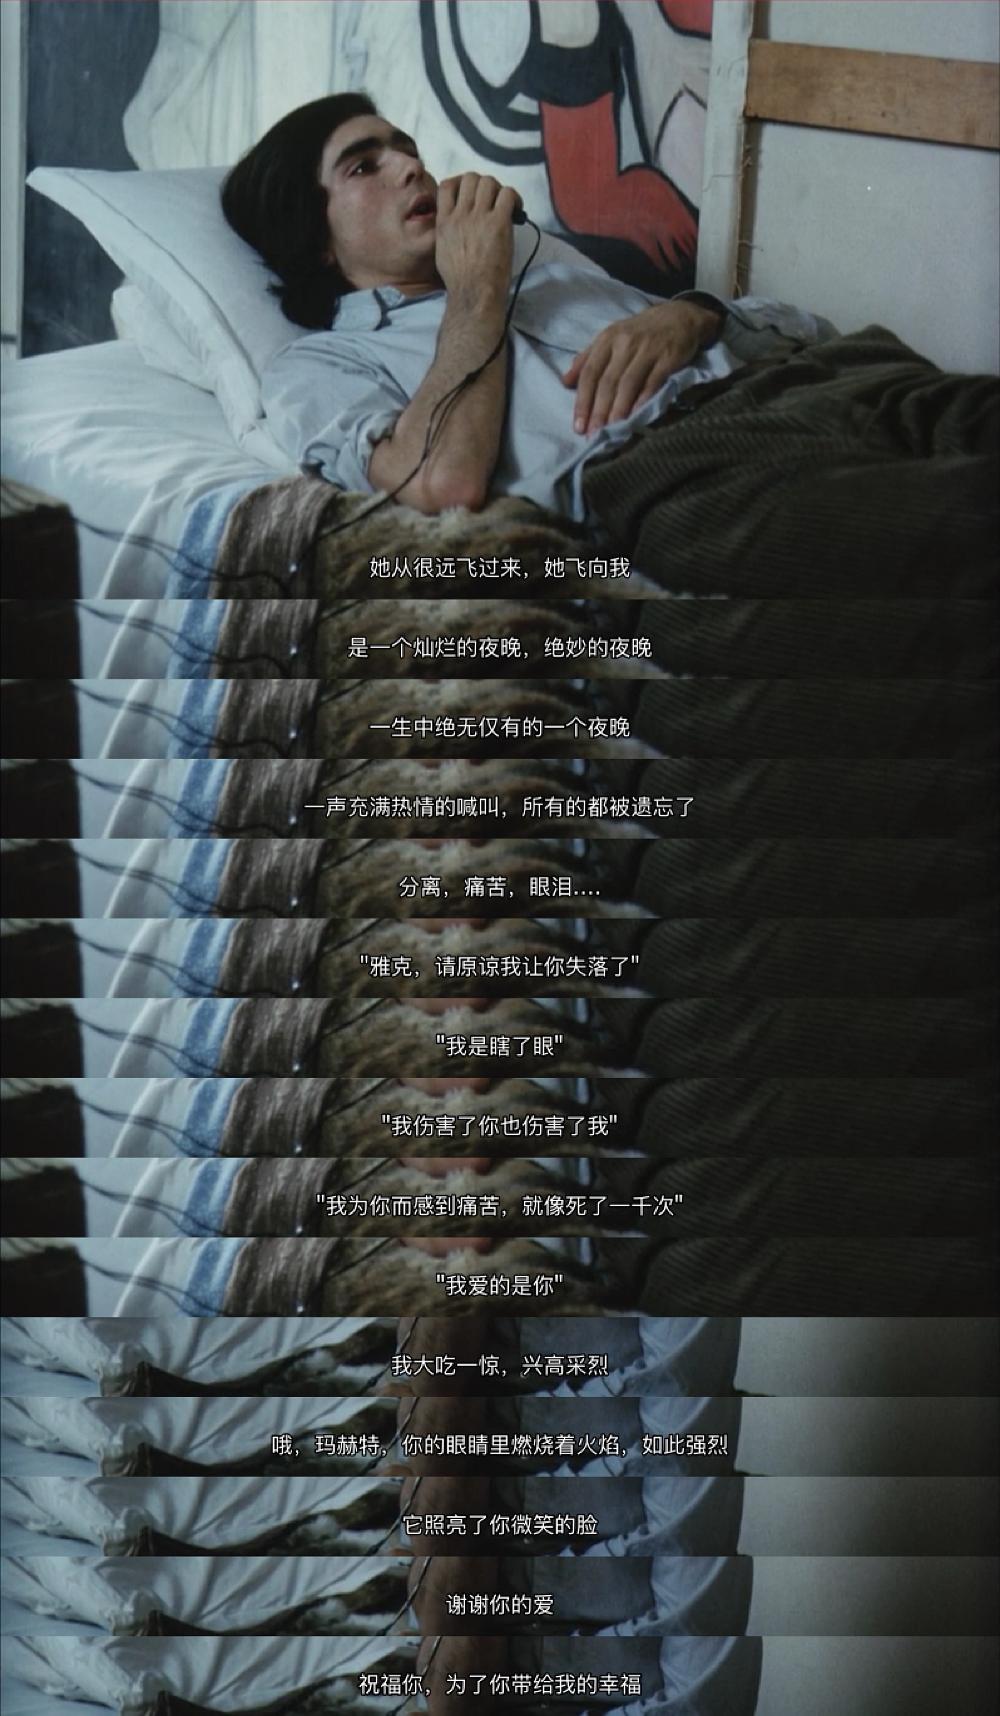 她从很远飞过来，她飞向我
是一个灿烂的夜晚，绝妙的夜晚
一生中绝无仅有的一个夜晚
一声充满热情的喊叫，所有的都被遗忘了
分离，痛苦，眼泪....
"雅克，请原谅我让你失落了"
"我是瞎了眼"
"我伤害了你也伤害了我"
"我为你而感到痛苦，就像死了一千次"
"我爱的是你"
我大吃一惊，兴高采烈
哦，玛赫特，你的眼睛里燃烧着火焰，如此强烈
它照亮了你微笑的脸
谢谢你的爱
祝福你，为了你带给我的幸福